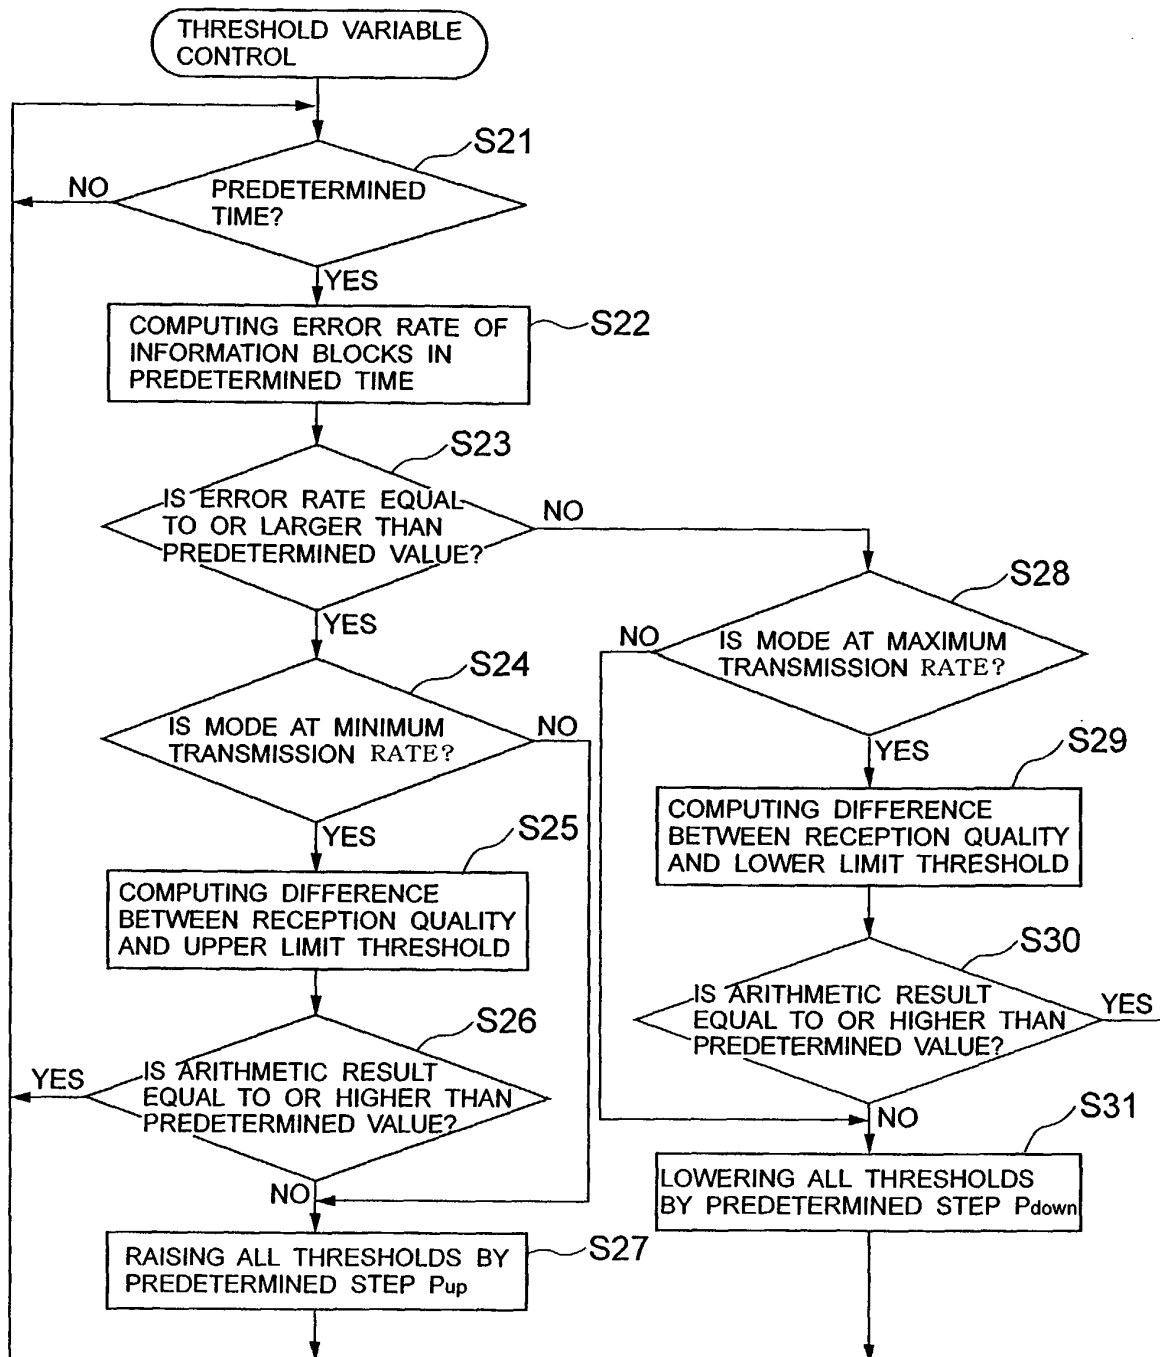 THRESHOLD VARIABLE
CONTROL
S21
NO
PREDETERMINED
TIME?
YES
S22
COMPUTING ERROR RATE OF
INFORMATION BLOCKS IN
PREDETERMINED TIME
S23
IS ERROR RATE EQUAL
TO OR LARGER THAN
PREDETERMINED VALUE?
NO
YES
S24
IS MODE AT MINIMUM
TRANSMISSION RATE?
NO
YES
S25
COMPUTING DIFFERENCE
BETWEEN RECEPTION QUALITY
AND UPPER LIMIT THRESHOLD
S26
YES
IS ARITHMETIC RESULT
EQUAL TO OR HIGHER THAN
PREDETERMINED VALUE?
NO
S27
RAISING ALL THRESHOLDS BY
PREDETERMINED STEP Pup
S28
NO
IS MODE AT MAXIMUM
TRANSMISSION RATE?
YES
S29
COMPUTING DIFFERENCE
BETWEEN RECEPTION QUALITY
AND LOWER LIMIT THRESHOLD
S30
IS ARITHMETIC RESULT
EQUAL TO OR HIGHER THAN
PREDETERMINED VALUE?
YES
NO
S31
LOWERING ALL THRESHOLDS
BY PREDETERMINED STEP Pdown